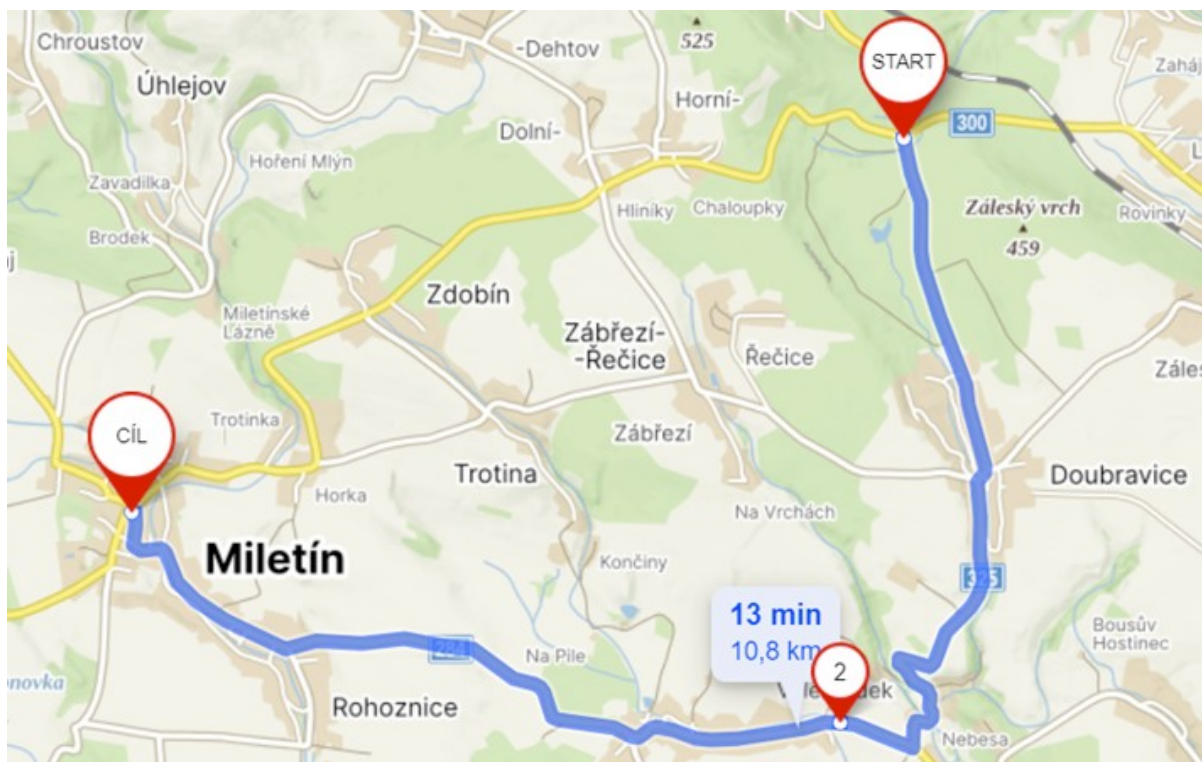 Chroustov
Úhlejov
-Dehtov
525
START
Zaháj
Horní-
Dolní-
300
Hoření Mlýn
Zavadilka
Brodek
Hliníky
Chaloupky
Záleský vrch
459
Rovinky
Zdobín
Miletínské
Lázně
Zábřezí-
-Řečice
Řečice
Záles
CÍL
Trotinka
Zábřezí
Trotina
Horka
Na Vrchách
Doubravice
Miletín
Končiny
325
13 min
10,8 km
Bousův
Hostinec
284
Na Pile
2
Rohoznice
Nebesa